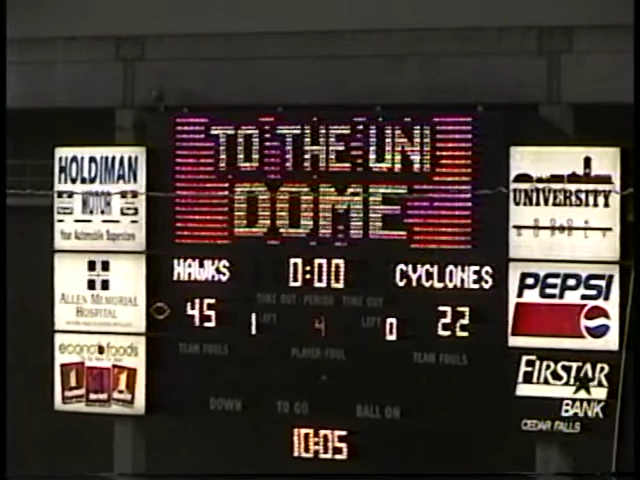 TO THE UNI
DOME
HOLDIMAN
MOTOR
Your Automobile Superstore
ALLEN MEMORIAL
HOSPITAL
econofoods
HAWKS 0:00 CYCLONES
TIME OUT PERIOD TIME OUT
45 1 LEFT 4 LEFT 0 22
TEAM FOULS PLAYER-FOUL TEAM FOULS
DOWN TO GO BALL ON
10:05
UNIVERSITY
PEPSI
FIRSTAR
BANK
CEDAR FALLS